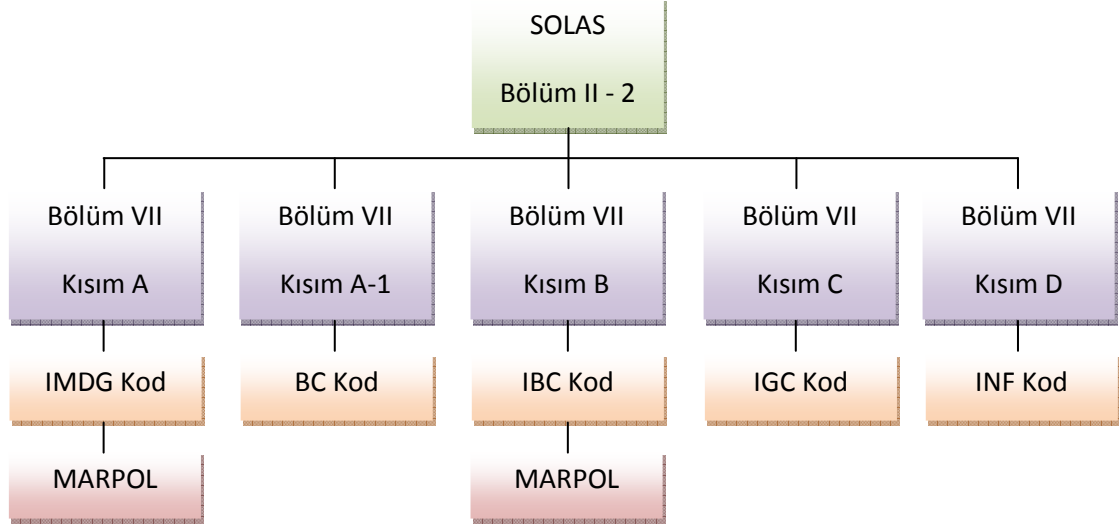 SOLAS
Bölüm II - 2
Bölüm VII
Kısım A
Bölüm VII
Kısım A-1
Bölüm VII
Kısım B
Bölüm VII
Kısım C
Bölüm VII
Kısım D
IMDG Kod
BC Kod
IBC Kod
IGC Kod
INF Kod
MARPOL
MARPOL